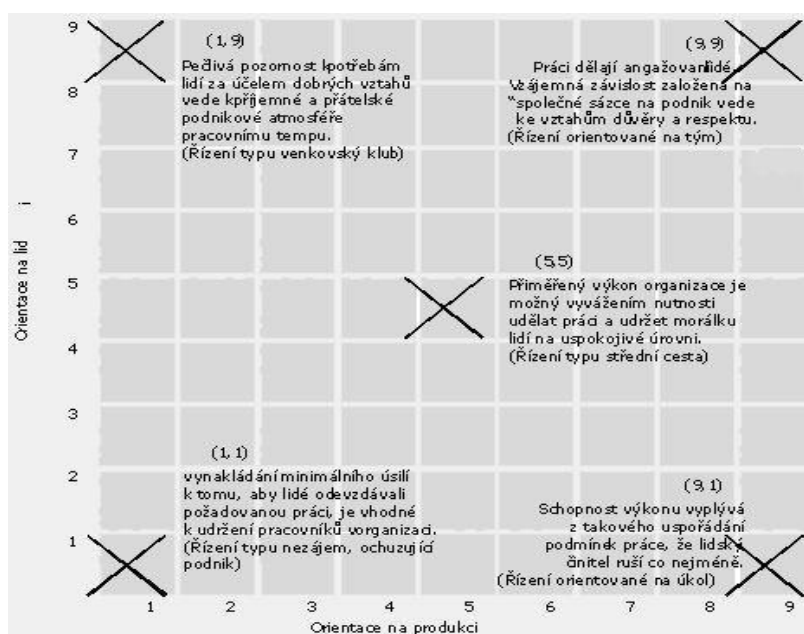 9
(1,9)
Pečlivá pozornost kpotřebám
lidí za účelem dobrých vztahů
vede kpříjemné a přátelské
podnikové atmosféře
pracovnímu tempu.
(Řízení typu venkovský klub)
(9,9)
Práci dělají angažovanílidé.
Vzájemná závislost založená na
“společné sázce na podnik vede
ke vztahům důvěry a respektu.
(Řízení orientované na tým)
8
7
6
5
4
3
2
1
Orientace na lid i
(5,5)
Přiměřený výkon organizace je
možný vyvážením nutnosti
udělat práci a udržet morálku
lidí na uspokojivé úrovni.
(Řízení typu střední cesta)
(1,1)
vynakládání minimálního úsilí
k tomu, aby lidé odevzdávali
požadovanou práci, je vhodné
k udržení pracovníků vorganizaci.
(Řízení typu nezájem, ochuzující
podnik)
(9,1)
Schopnost výkonu vyplývá
z takového uspořádání
podmínek práce, že lidský
činitel ruší co nejméně.
(Řízení orientované na úkol)
1 2 3 4 5 6 7 8 9
Orientace na produkci